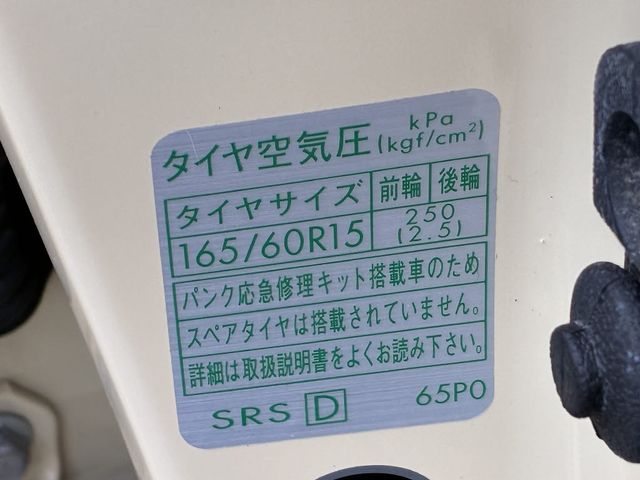 タイヤ空気圧 kPa (kgf/cm²)
タイヤサイズ 前輪 後輪
165/60R15 250 (2.5)
パンク応急修理キット搭載車のため
スペアタイヤは搭載されていません。
詳細は取扱説明書をよくお読み下さい。
SRS D 65P0